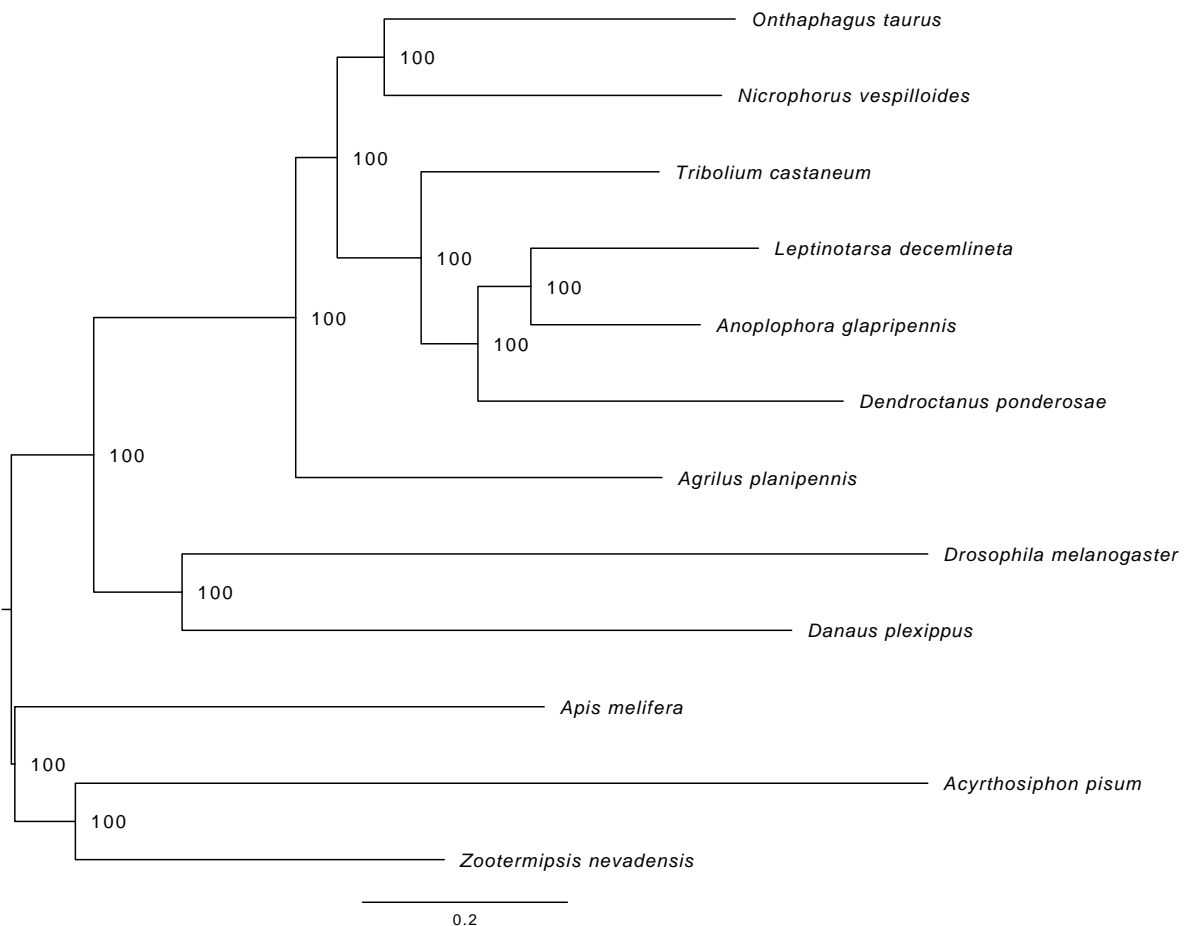 Onthaphagus taurus
100
Nicrophorus vespilloides
100
Tribolium castaneum
100
Leptinotarsa decemlineta
100
100
Anoplophora glapripennis
100
Dendroctanus ponderosae
100
Agrilus planipennis
Drosophila melanogaster
100
Danaus plexippus
Apis melifera
100
Acyrthosiphon pisum
100
Zootermipsis nevadensis
0.2